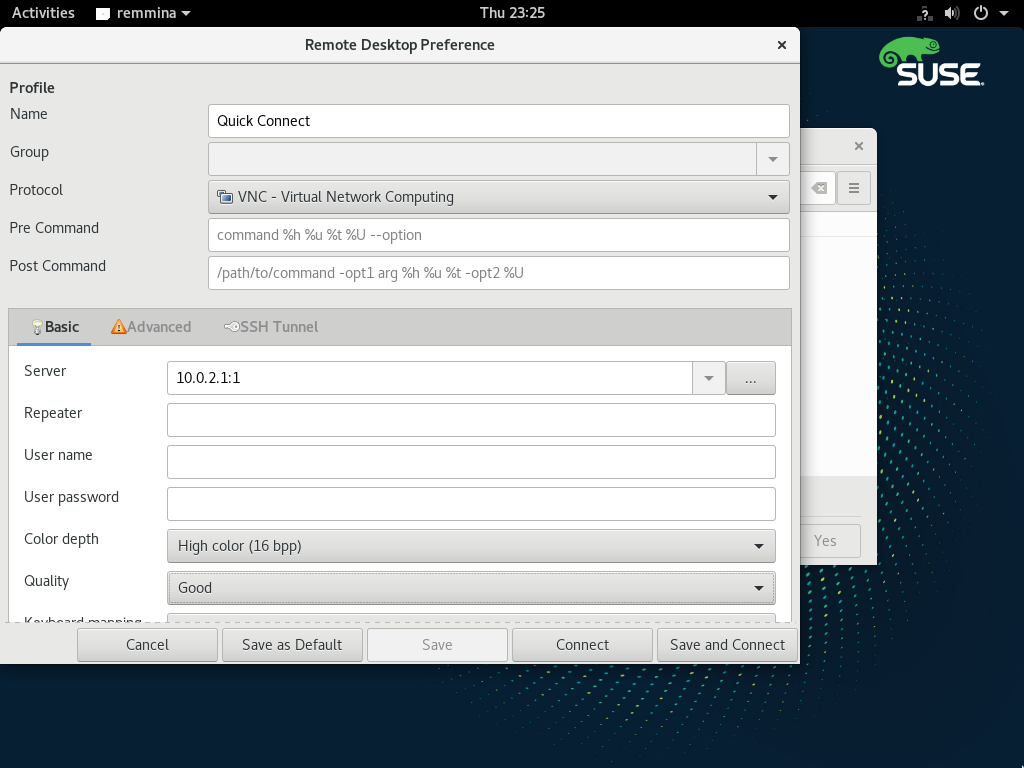 Activities remmina Thu 23:25
SUSE
Remote Desktop Preference
Profile
Name Quick Connect
Group
Protocol VNC - Virtual Network Computing
Pre Command command %h %u %t %U --option
Post Command /path/to/command -opt1 arg %h %u %t -opt2 %U
Basic Advanced SSH Tunnel
Server 10.0.2.1:1 ...
Repeater
User name
User password
Color depth High color (16 bpp)
Yes
Quality Good
Keyboard mapping
Cancel Save as Default Save Connect Save and Connect